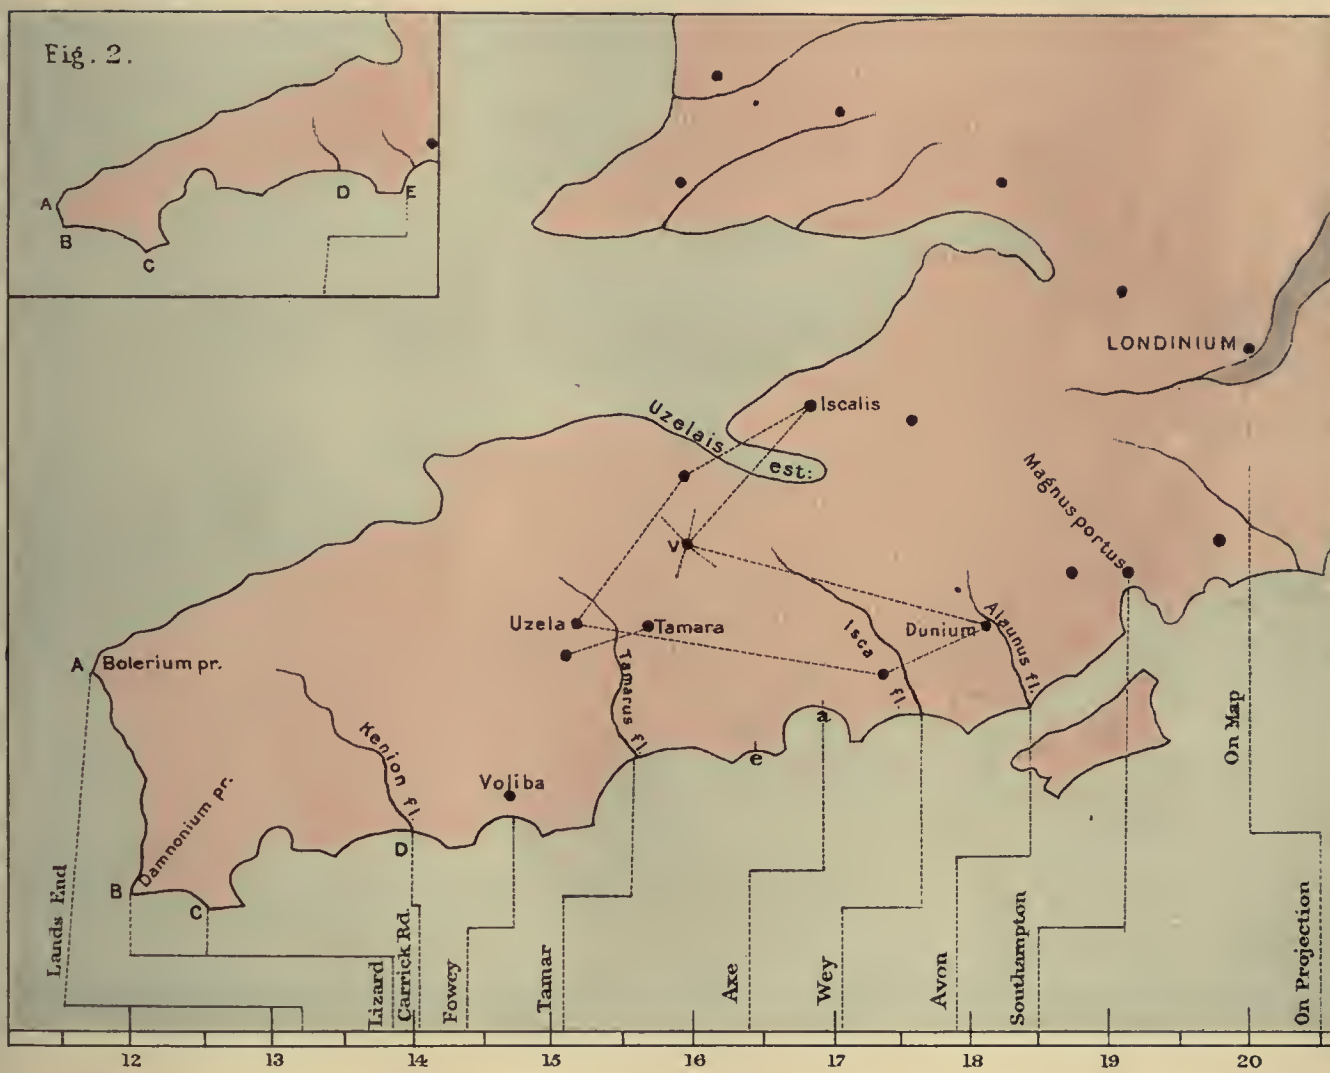 Fig. 2.
A
B
C
D
E
LONDINIUM
Iscalis
Uzelais
est:
Magnus portus
V
Uzela
Tamara
Tamarus fl.
Isca
fl.
Dunium
Alaunus fl.
A
Bolerium pr.
Kenion fl.
Voliba
a
e
On Map
Damnonium pr.
B
C
D
Lands End
Lizard
Carrick Rd.
Fowey
Tamar
Axe
Wey
Avon
Southampton
On Projection
12 13 14 15 16 17 18 19 20